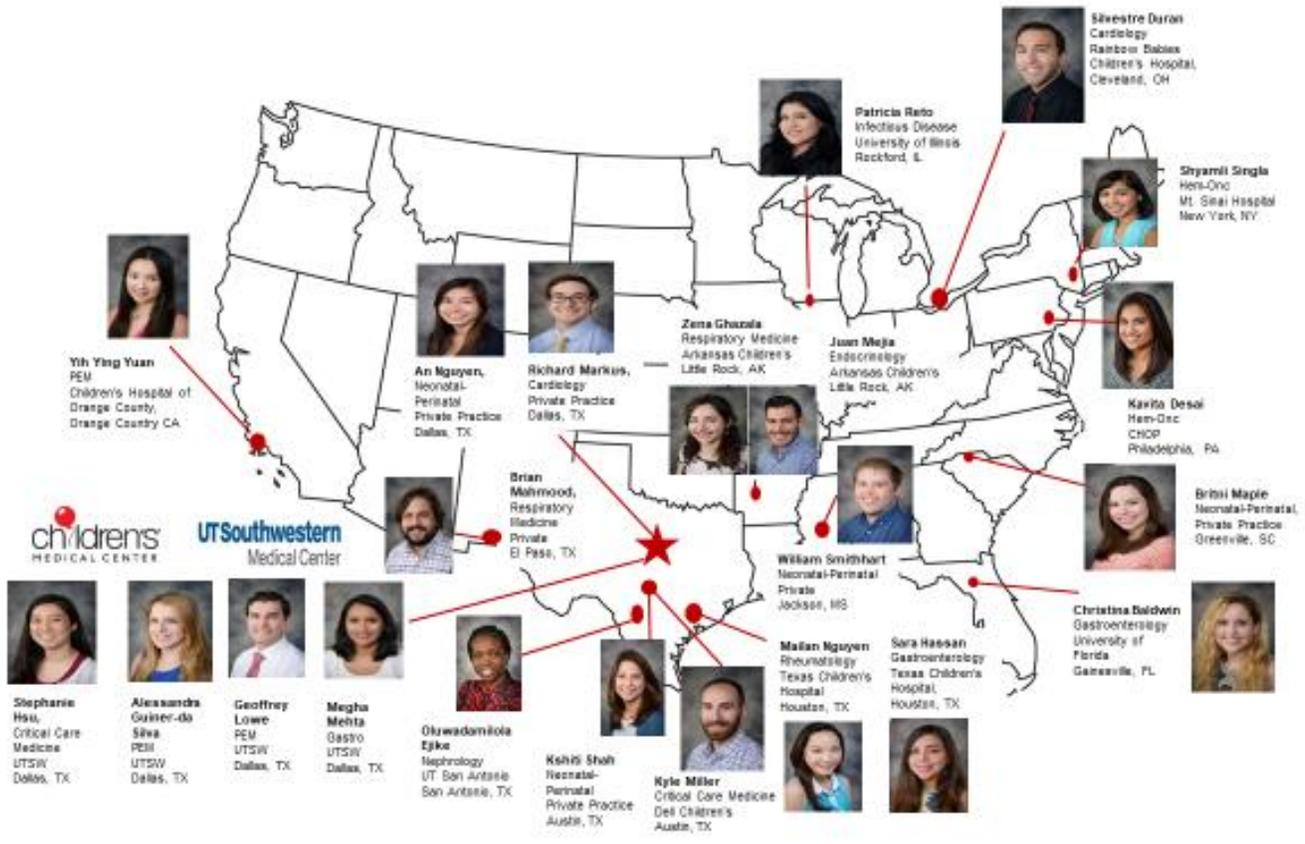 Silvestre Duran
Cardiology
Rainbow Babies
Children's Hospital,
Cleveland, OH
Patricia Reto
Infectious Disease
University of Illinois
Rockford, IL
Shyamli Singla
Hem-Onc
Mt. Sinai Hospital
New York, NY
Yih Ying Yuan
PEM
Children's Hospital of
Orange County,
Orange Country CA
An Nguyen,
Neonatal-
Perinatal
Private Practice
Dallas, TX
Richard Markus,
Cardiology
Private Practice
Dallas, TX
Zena Ghazala
Respiratory Medicine
Arkansas Children's
Little Rock, AK
Juan Mejia
Endocrinology
Arkansas Children's
Little Rock, AK
Kavita Desai
Hem-Onc
CHOP
Philadelphia, PA
Brian
Mahmood,
Respiratory
Medicine
Private
El Paso, TX
Britni Maple
Neonatal-Perinatal,
Private Practice
Greenville, SC
children's
MEDICAL CENTER
UTSouthwestern
Medical Center
William Smithhart
Neonatal-Perinatal
Private
Jackson, MS
Christina Baldwin
Gastroenterology
University of
Florida
Gainesville, FL
Stephanie
Hsu,
Critical Care
Medicine
UTSW
Dallas, TX
Alessandra
Guiner-da
Silva
PEM
UTSW
Dallas, TX
Geoffrey
Lowe
PEM
UTSW
Dallas, TX
Megha
Mehta
Gastro
UTSW
Dallas, TX
Oluwadamilola
Ejike
Nephrology
UT San Antonio
San Antonio, TX
Kshiti Shah
Neonatal-
Perinatal
Private Practice
Austin, TX
Kyle Miller
Critical Care Medicine
Dell Children's
Austin, TX
Mailan Nguyen
Rheumatology
Texas Children's
Hospital
Houston, TX
Sara Hassan
Gastroenterology
Texas Children's
Hospital,
Houston, TX